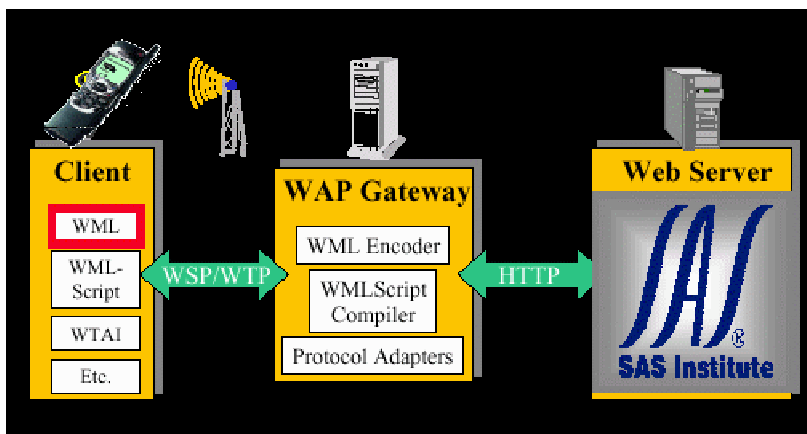 Client
WML
WML-
Script
WTAI
Etc.
WSP/WTP
WAP Gateway
WML Encoder
WMLScript
Compiler
Protocol Adapters
HTTP
Web Server
SAS
®
SAS Institute